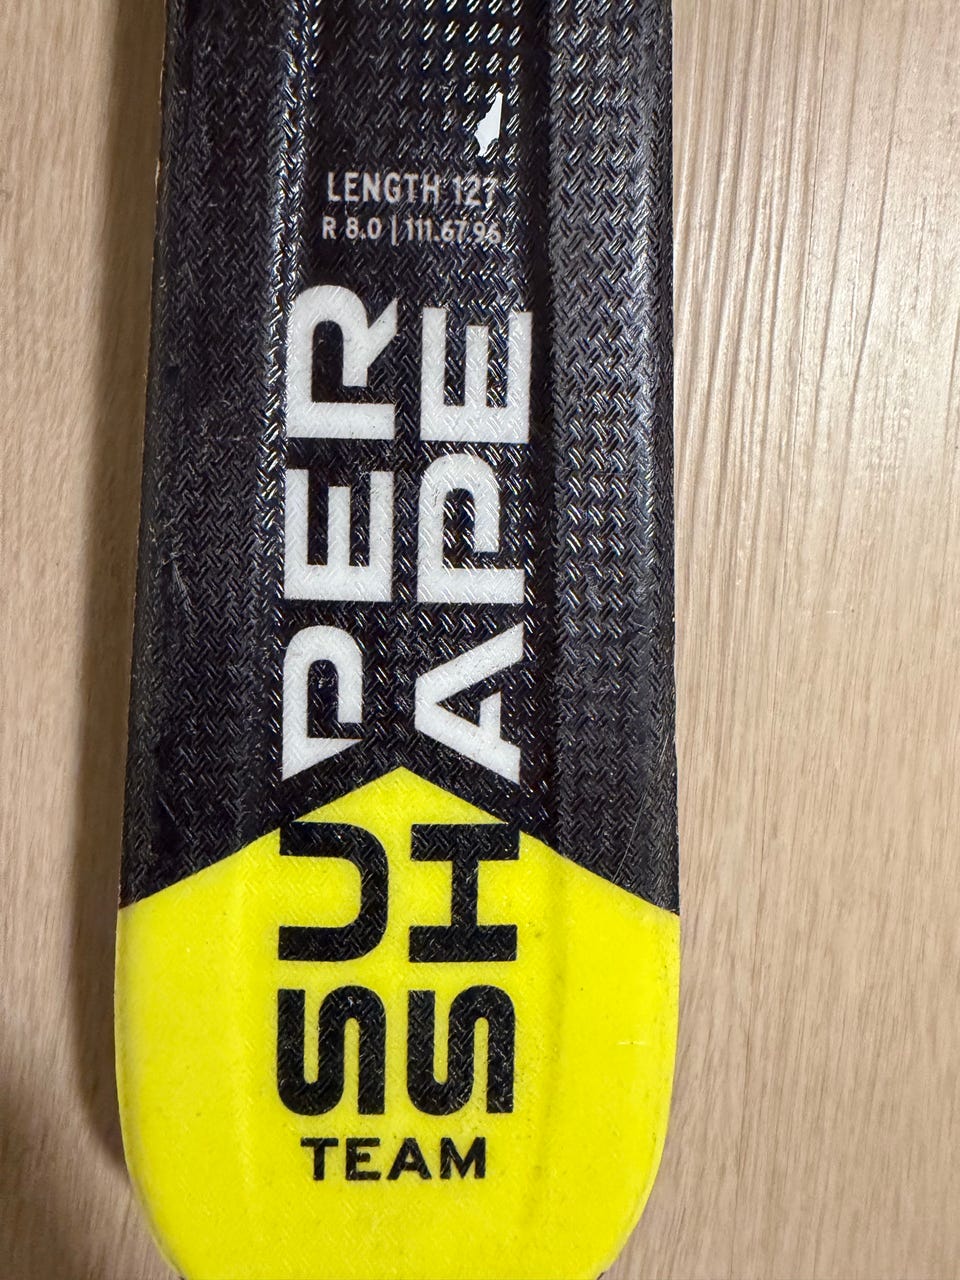 LENGTH 127
R 8.0 | 111.67.96
SUPER
SHAPE
TEAM